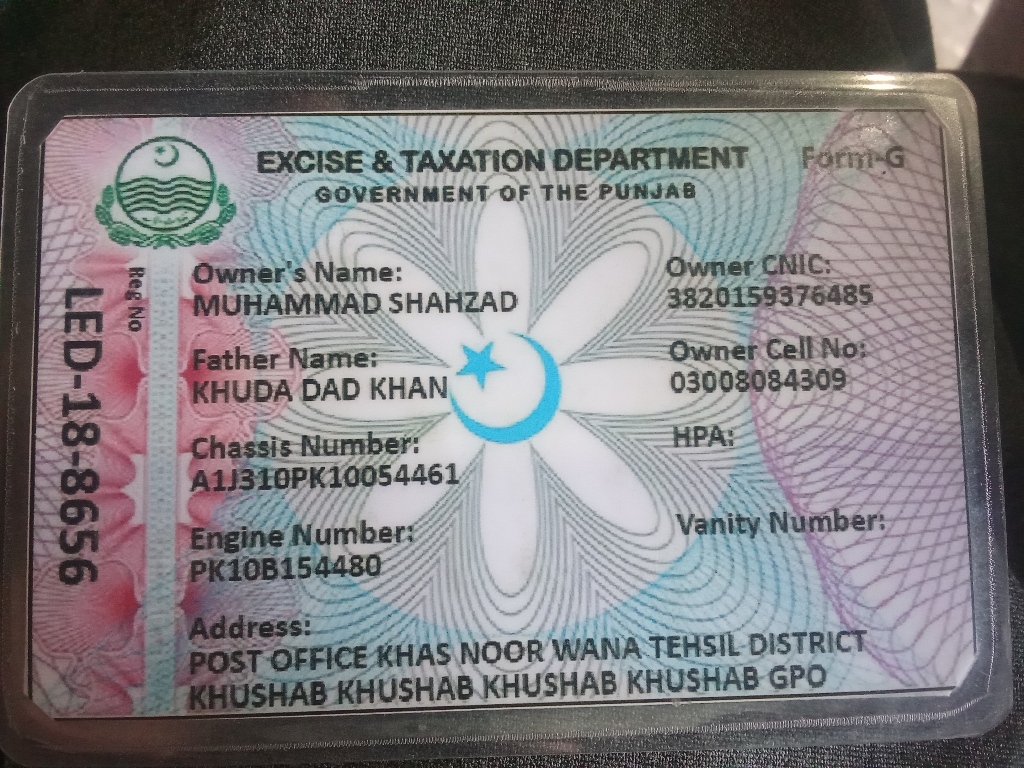 EXCISE & TAXATION DEPARTMENT
Form-G
GOVERNMENT OF THE PUNJAB
Reg No
LED-18-8656
Owner's Name:
MUHAMMAD SHAHZAD
Owner CNIC:
3820159376485
Father Name:
KHUDA DAD KHAN
Owner Cell No:
03008084309
Chassis Number:
A1J310PK10054461
HPA:
Engine Number:
PK10B154480
Vanity Number:
Address:
POST OFFICE KHAS NOOR WANA TEHSIL DISTRICT
KHUSHAB KHUSHAB KHUSHAB KHUSHAB GPO